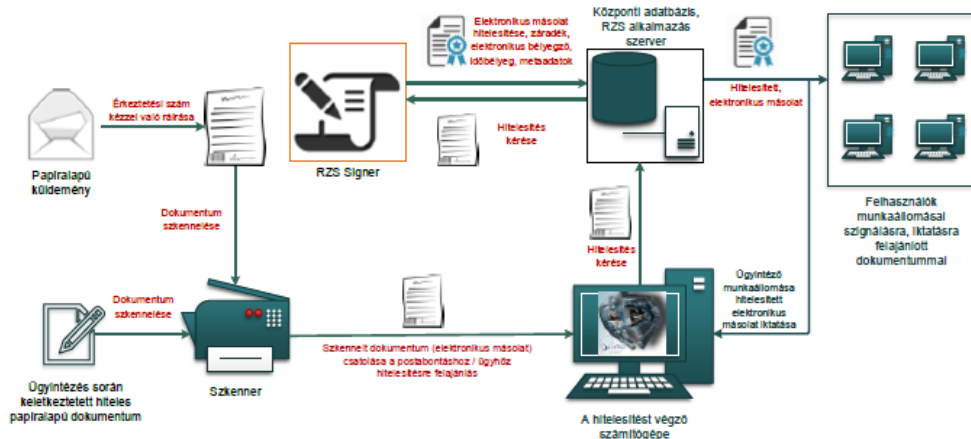 Elektronikus másolat
hitelesítése, záradék,
elektronikus bélyegző,
időbélyeg, metaadatok
Központi adatbázis,
RZS alkalmazás
szerver
Érkeztetési szám
kézzel való ráírása
Hitelesített,
elektronikus másolat
Hitelesítés
kérése
Papíralapú
küldemény
RZS Signer
Dokumentum
szkennelése
Felhasználók
munkaállomásai
szignálásra, iktatásra
felajánlott
dokumentummal
Hitelesítés
kérése
Ügyintéző
munkaállomása
hitelesített
elektronikus
másolat iktatása
Dokumentum
szkennelése
Szkennelt dokumentum (elektronikus másolat)
csatolása a postabontáshoz / ügyhöz
hitelesítésre felajánlás
Ügyintézés során
keletkeztetett hiteles
papíralapú dokumentum
Szkenner
A hitelesítést végző
számítógépe